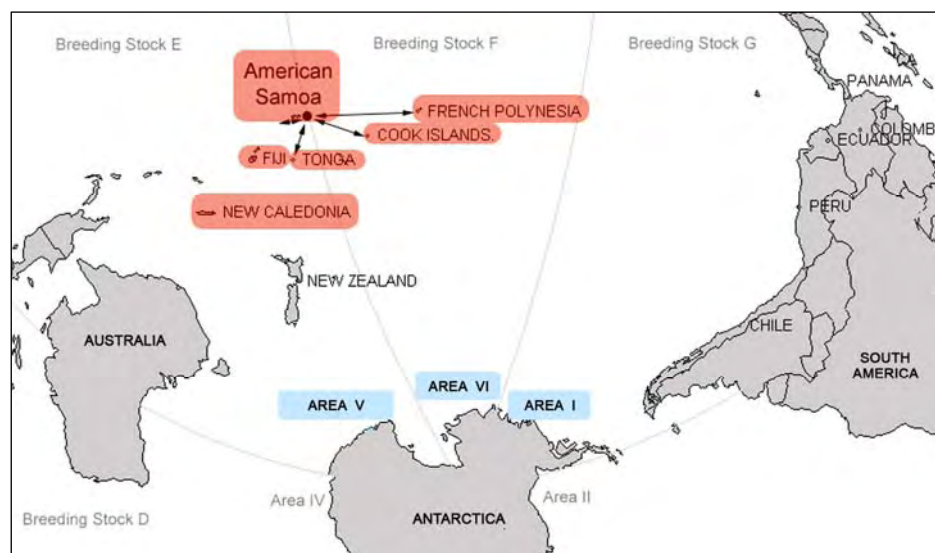 Breeding Stock E
Breeding Stock F
Breeding Stock G
American
Samoa
PANAMA
FRENCH POLYNESIA
COLOMB
COOK ISLANDS.
ECUADOR
FIJI
TONGA
PERU
NEW CALEDONIA
NEW ZEALAND
CHILE
AUSTRALIA
SOUTH
AMERICA
AREA VI
AREA V
AREA I
Area IV
Area II
Breeding Stock D
ANTARCTICA